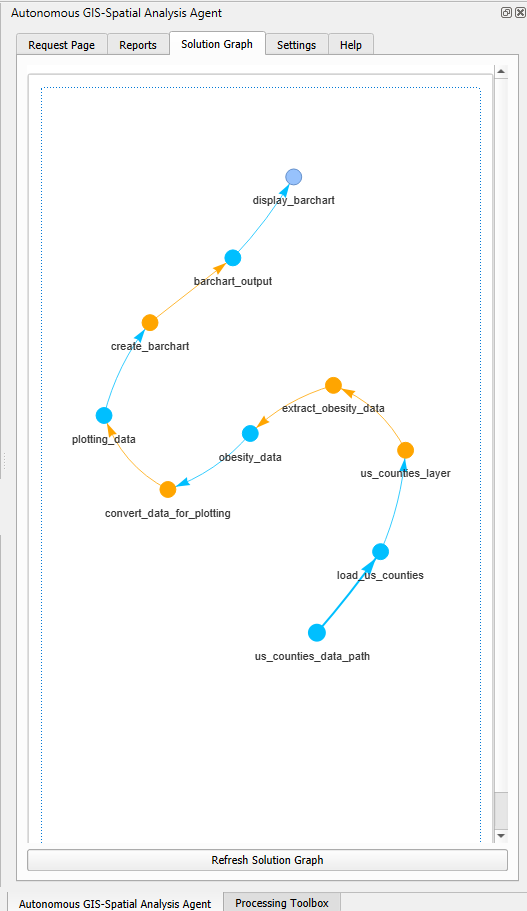 Autonomous GIS-Spatial Analysis Agent
Request Page Reports Solution Graph Settings Help
display_barchart
barchart_output
create_barchart
extract_obesity_data
plotting_data
obesity_data
us_counties_layer
convert_data_for_plotting
load_us_counties
us_counties_data_path
Refresh Solution Graph
Autonomous GIS-Spatial Analysis Agent Processing Toolbox